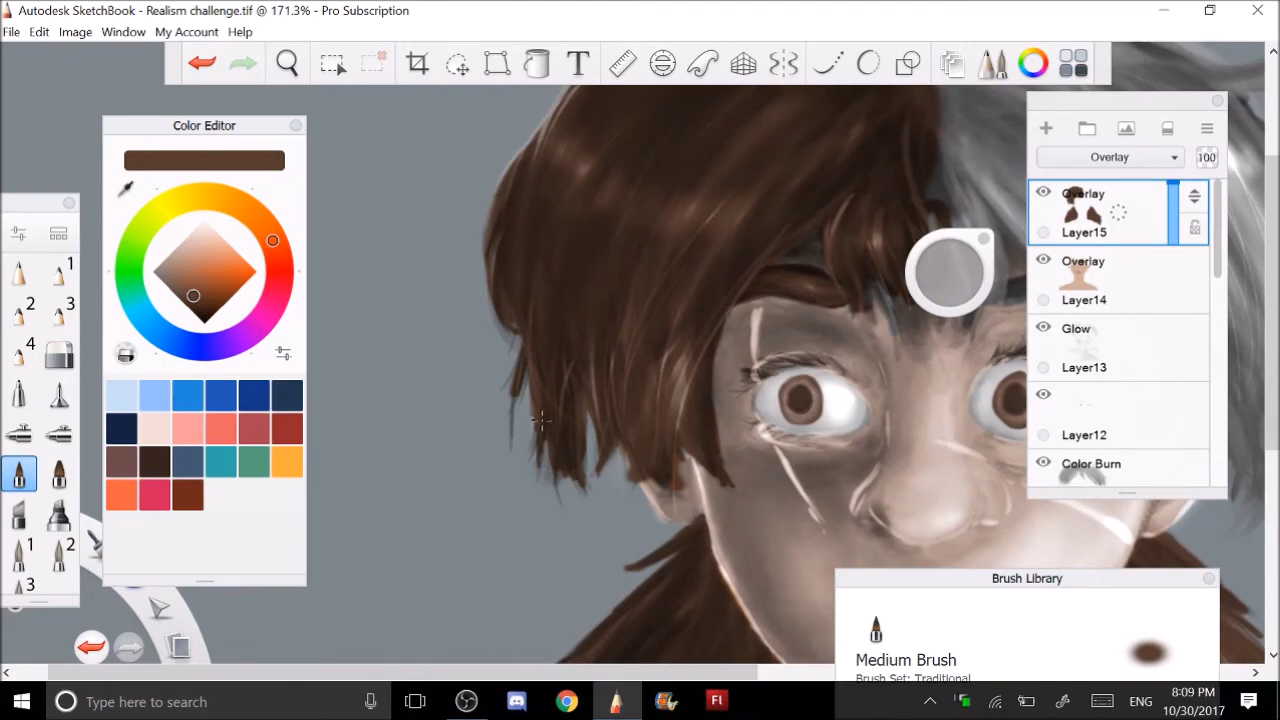 Autodesk SketchBook - Realism challenge.tif @ 171.3% - Pro Subscription
File Edit Image Window My Account Help
T
Color Editor
Overlay
100
Overlay
Layer15
Overlay
Layer14
Glow
Layer13
Layer12
Color Burn
1
2
3
4
1
2
3
Brush Library
Medium Brush
Brush Set: Traditional
Type here to search
Fl
ENG
8:09 PM
10/30/2017